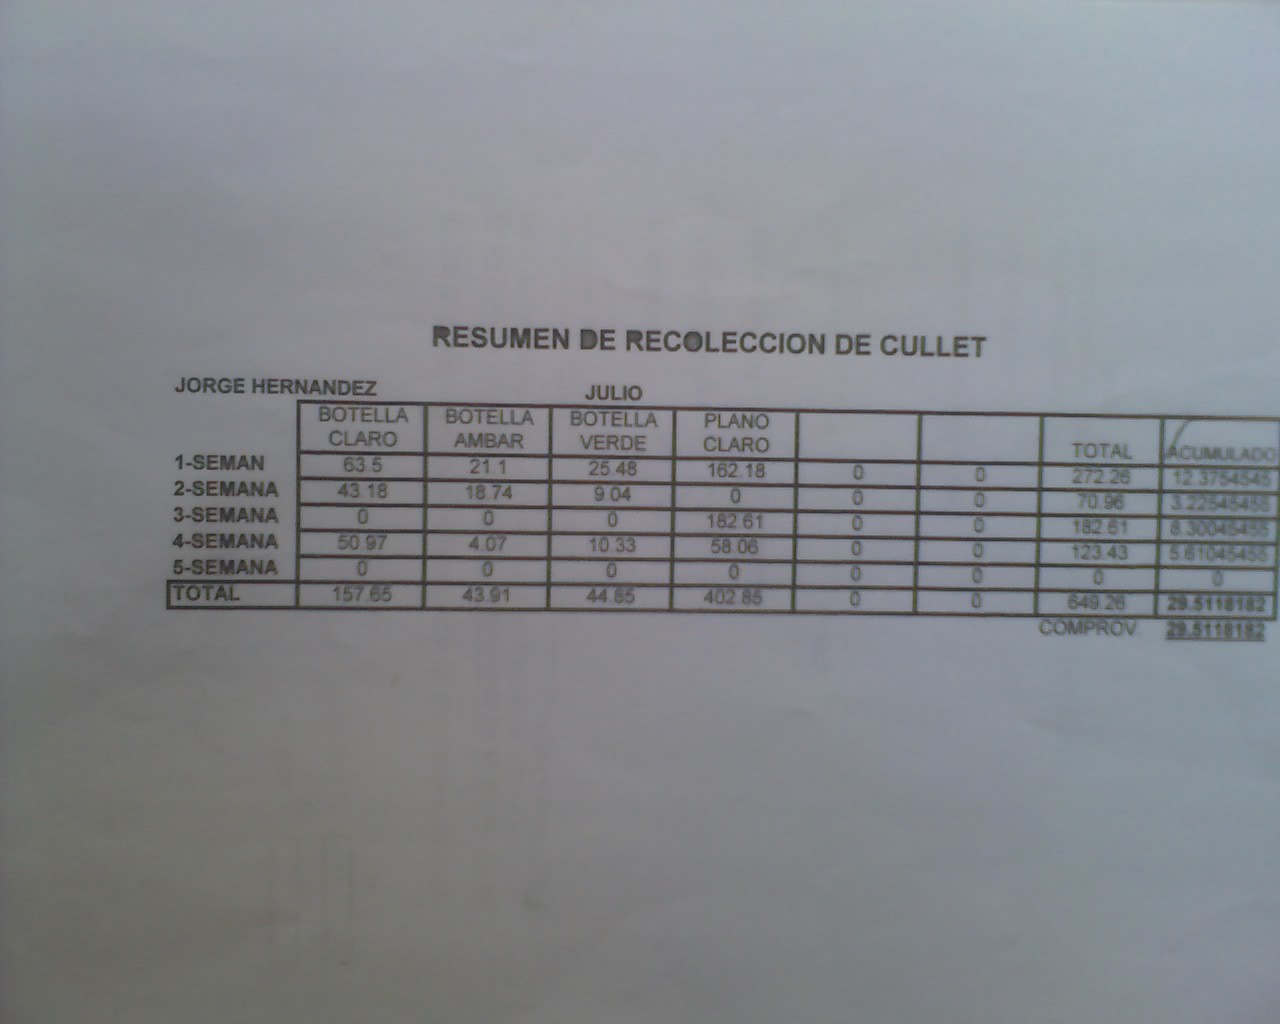 RESUMEN DE RECOLECCION DE CULLET
JORGE HERNANDEZ JULIO
BOTELLA CLARO BOTELLA AMBAR BOTELLA VERDE PLANO CLARO TOTAL ACUMULADO
1-SEMAN 63.5 21.1 25.48 162.18 0 0 272.26 12.3754545
2-SEMANA 43.18 18.74 9.04 0 0 0 70.96 3.22545455
3-SEMANA 0 0 0 182.61 0 0 182.61 8.30045455
4-SEMANA 50.97 4.07 10.33 58.06 0 0 123.43 5.61045455
5-SEMANA 0 0 0 0 0 0 0 0
TOTAL 157.65 43.91 44.85 402.85 0 0 649.26 29.5118182
COMPROV. 29.5118182